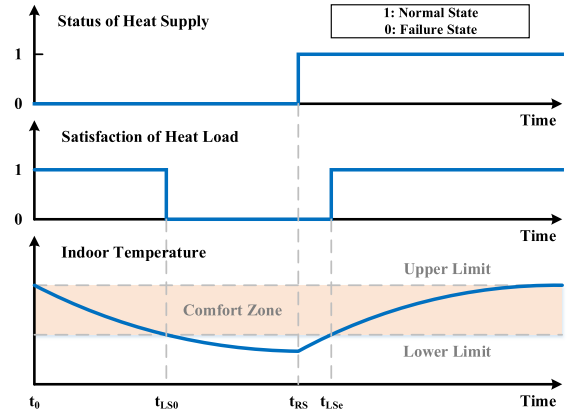 Status of Heat Supply
1: Normal State
0: Failure State
1
0
Time
Satisfaction of Heat Load
1
0
Time
Indoor Temperature
Upper Limit
Comfort Zone
Lower Limit
t0 tLS0 tRS tLSe Time